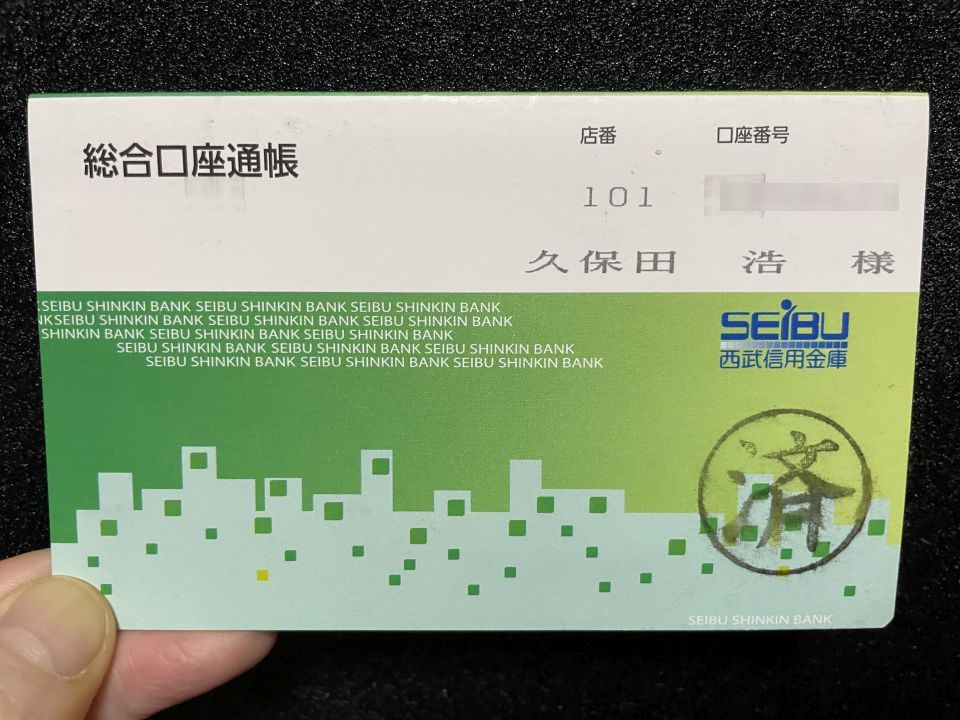 総合口座通帳
店番 口座番号
101
久保田 浩 様
SEIBU SHINKIN BANK SEIBU SHINKIN BANK SEIBU SHINKIN BANK
SEIBU SHINKIN BANK SEIBU SHINKIN BANK SEIBU SHINKIN BANK
SHINKIN BANK SEIBU SHINKIN BANK SEIBU SHINKIN BANK
SEIBU SHINKIN BANK SEIBU SHINKIN BANK SEIBU SHINKIN BANK
SEIBU SHINKIN BANK SEIBU SHINKIN BANK SEIBU SHINKIN BANK
SEIBU
西武信用金庫
済
SEIBU SHINKIN BANK